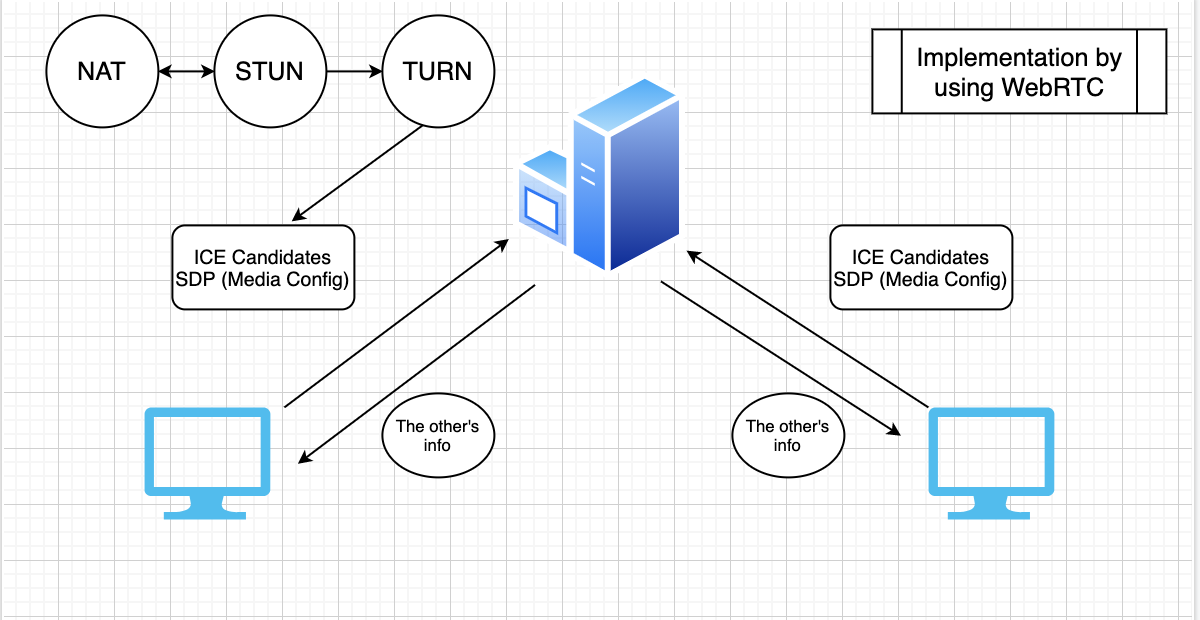 NAT
STUN
TURN
Implementation by
using WebRTC
ICE Candidates
SDP (Media Config)
ICE Candidates
SDP (Media Config)
The other's
info
The other's
info